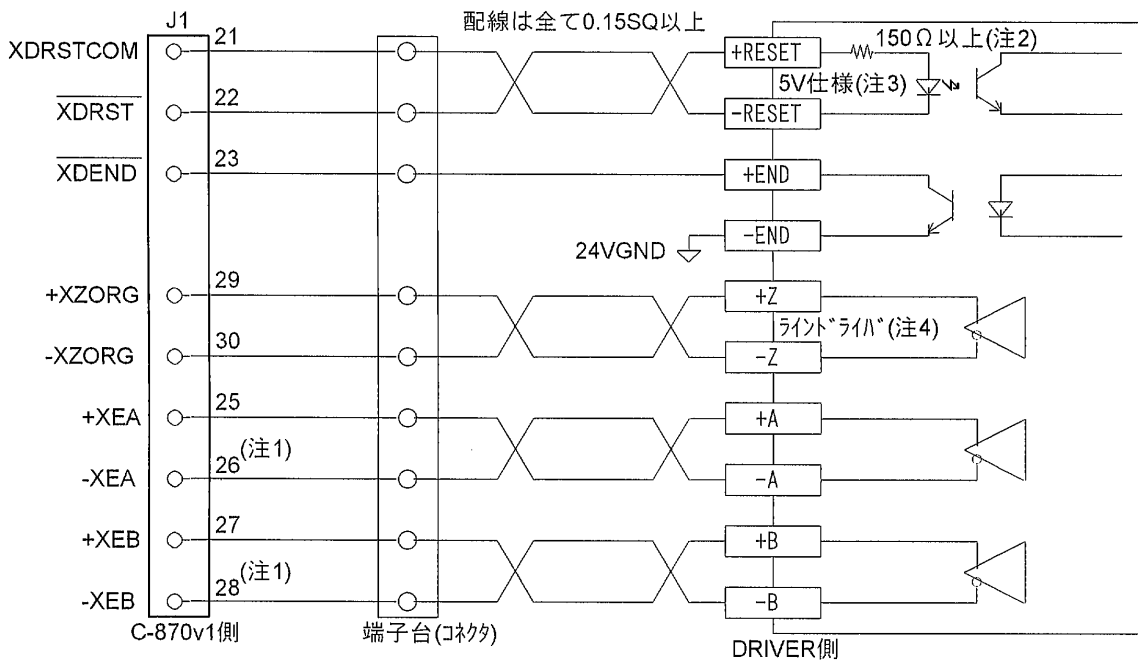 J1
配線は全て0.15SQ以上
XDRSTCOM
21
+RESET
150Ω以上(注2)
5V仕様(注3)
XDRST
22
-RESET
XDEND
23
+END
-END
24VGND
+XZORG
29
+Z
ﾗｲﾝﾄﾞﾗｲﾊﾞ(注4)
-XZORG
30
-Z
+XEA
25
+A
(注1)
-XEA
26
-A
+XEB
27
+B
(注1)
-XEB
28
-B
C-870v1側
端子台(ｺﾈｸﾀ)
DRIVER側